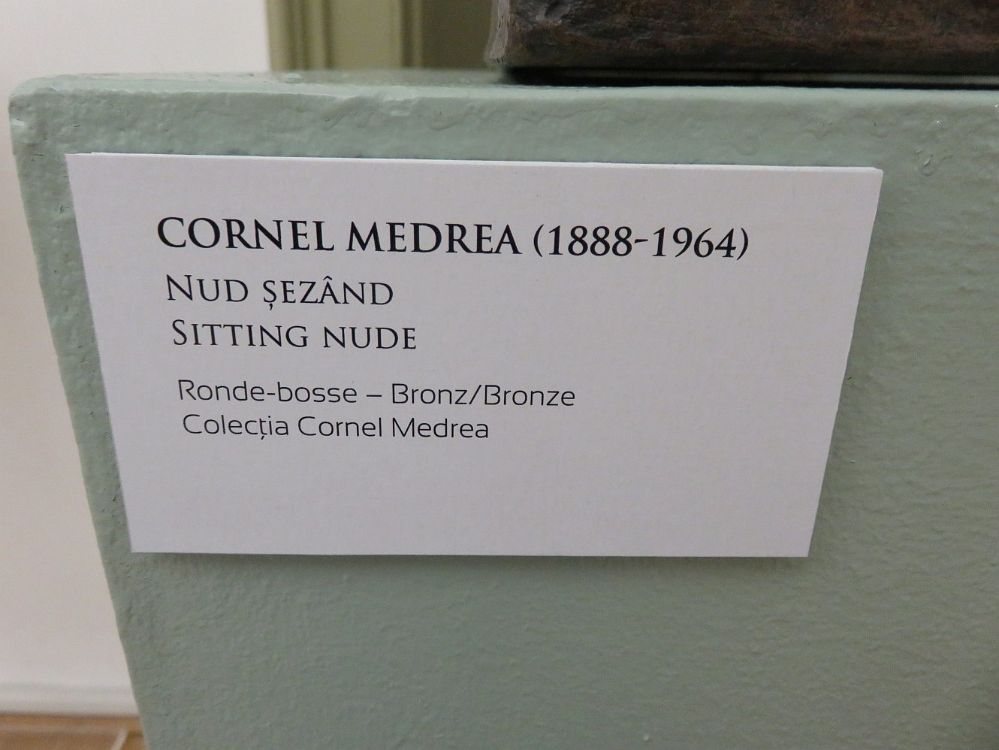 CORNEL MEDREA (1888-1964)
NUD ȘEZÂND
SITTING NUDE
Ronde-bosse – Bronz/Bronze
Colecția Cornel Medrea